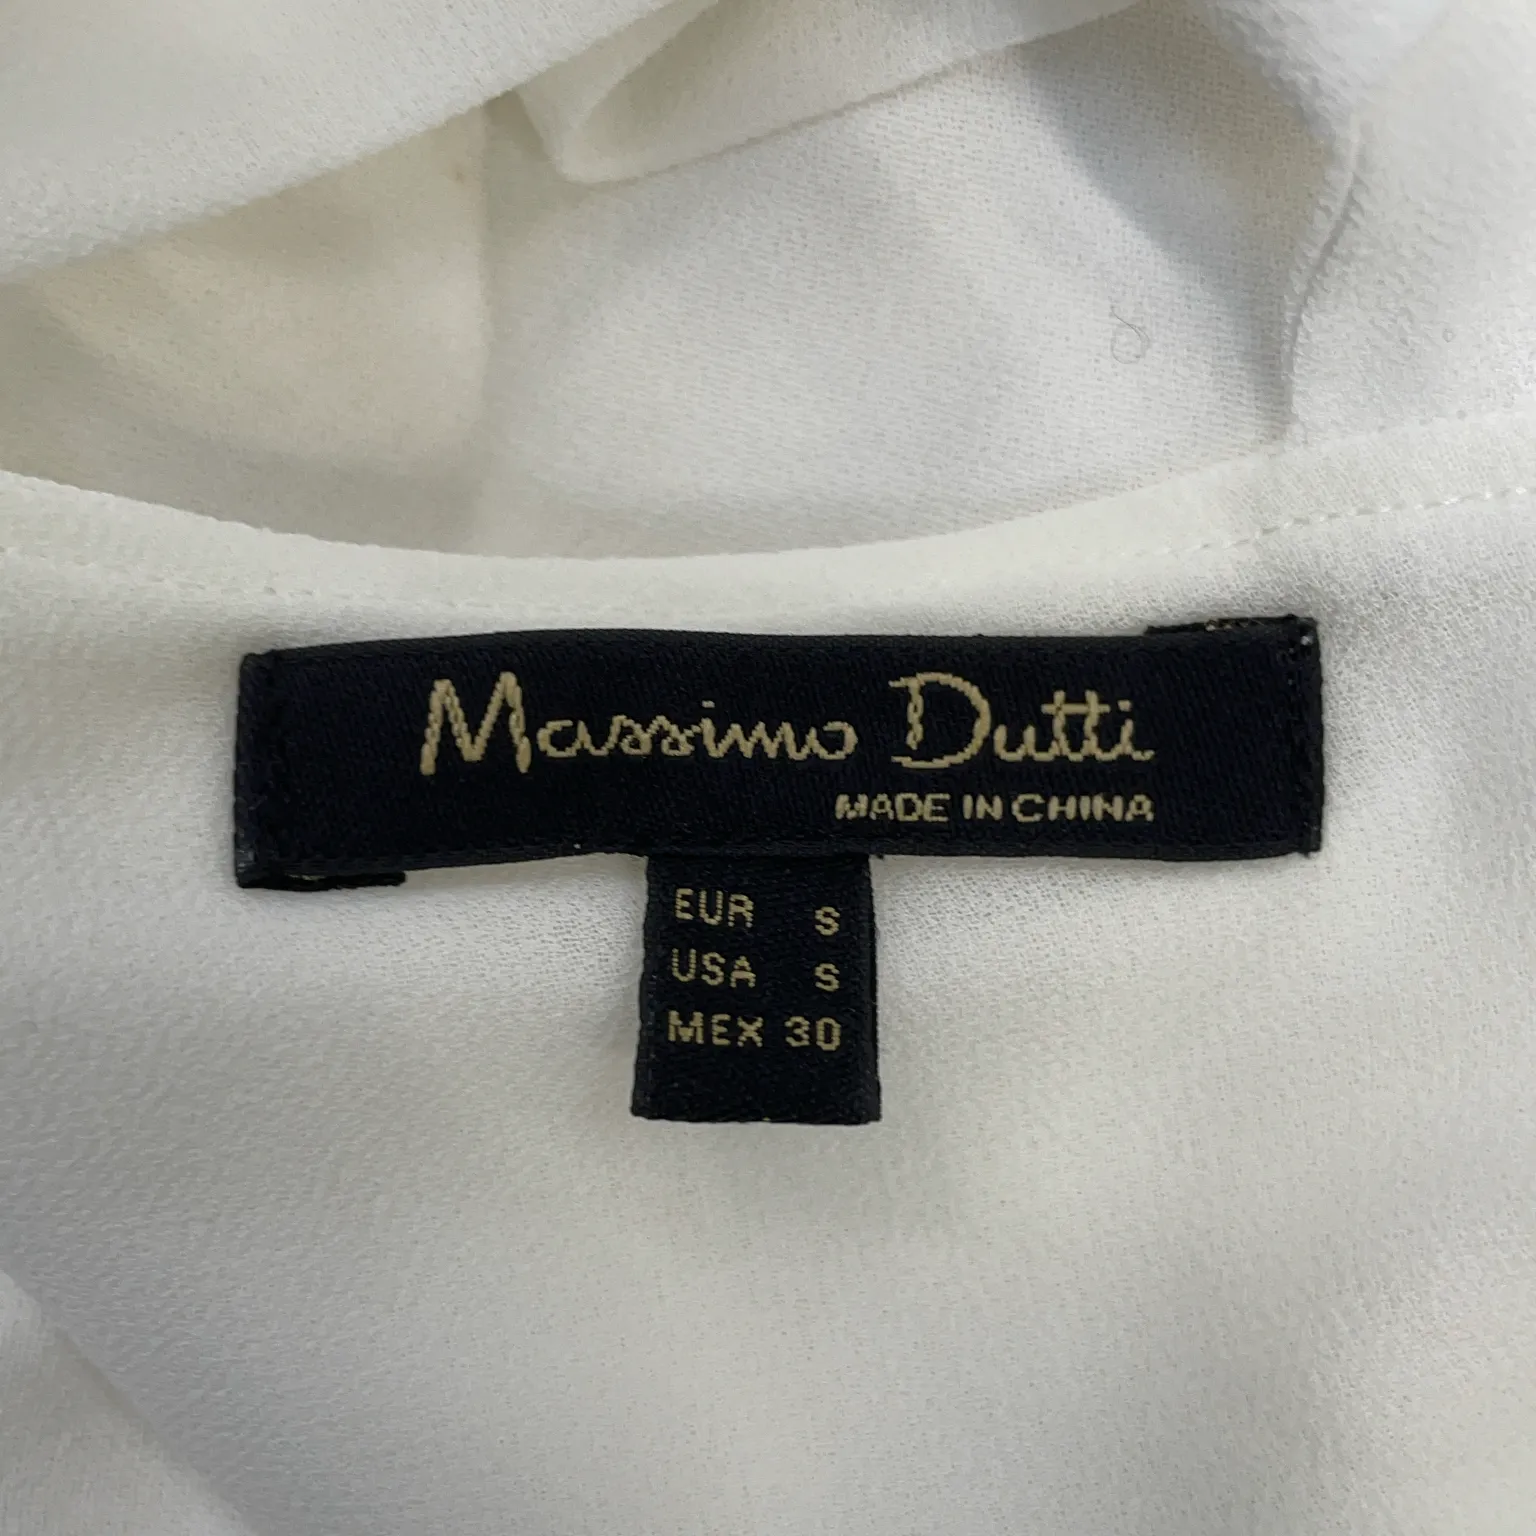 Massimo Dutti
MADE IN CHINA
EUR S
USA S
MEX 30